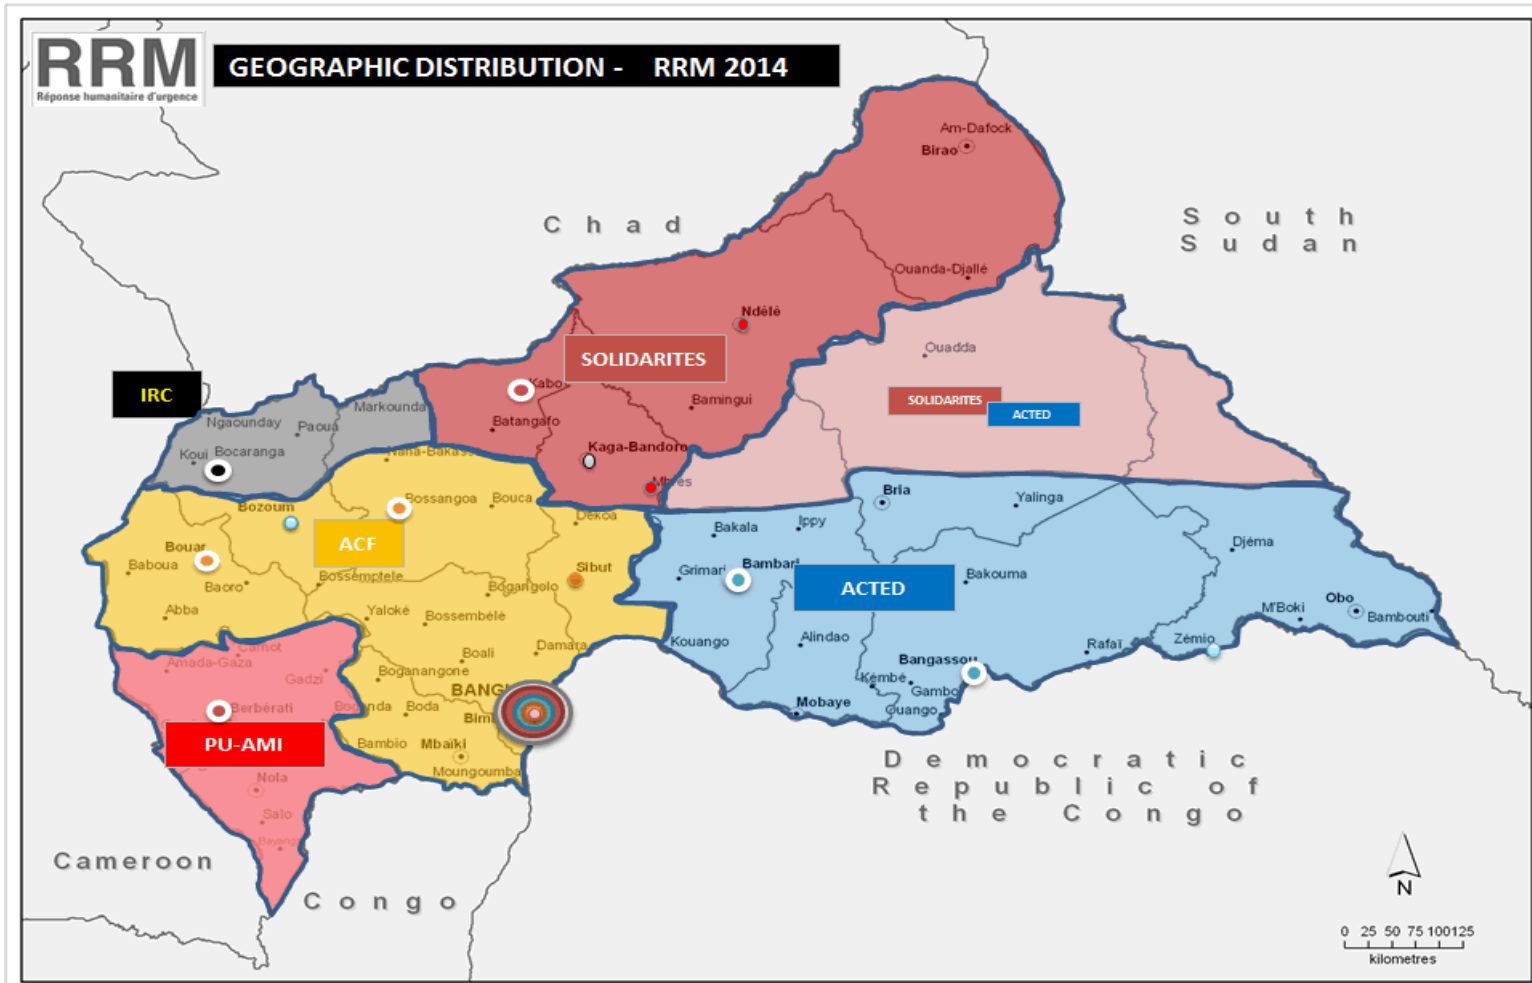 RRM
Réponse humanitaire d'urgence
GEOGRAPHIC DISTRIBUTION - RRM 2014
Am-Dafock
Birao
Chad
South
Sudan
Ouanda-Djallé
Ndélé
Ouadda
SOLIDARITES
IRC
Kabo
Bamingui
SOLIDARITES
ACTED
Markounda
Ngaounday
Paoua
Batangafo
Koui
Bocaranga
Kaga-Bandoro
Mbres
Bria
Yalinga
Bossangoa
Bouca
Bozoum
Dékoa
Bakala
Ippy
ACF
Djéma
Bouar
Baboua
Baoro
Bossemptele
Sibut
Grimari
Bambari
ACTED
Bakouma
Bogangolo
Obo
M'Boki
Bambouti
Abba
Yaloké
Bossembélé
Kouango
Alindao
Rafaï
Zémio
Damara
Carnot
Amada-Gaza
Boali
Gadzi
Boganangone
Bangassou
Kémbé
Gambo
Ouango
Mobaye
Berbérati
Boda
PU-AMI
Bambio
Mbaïki
Moungoumba
Nola
Salo
Democratic
Republic of
the Congo
Cameroon
Congo
N
0 25 50 75 100125
kilometres